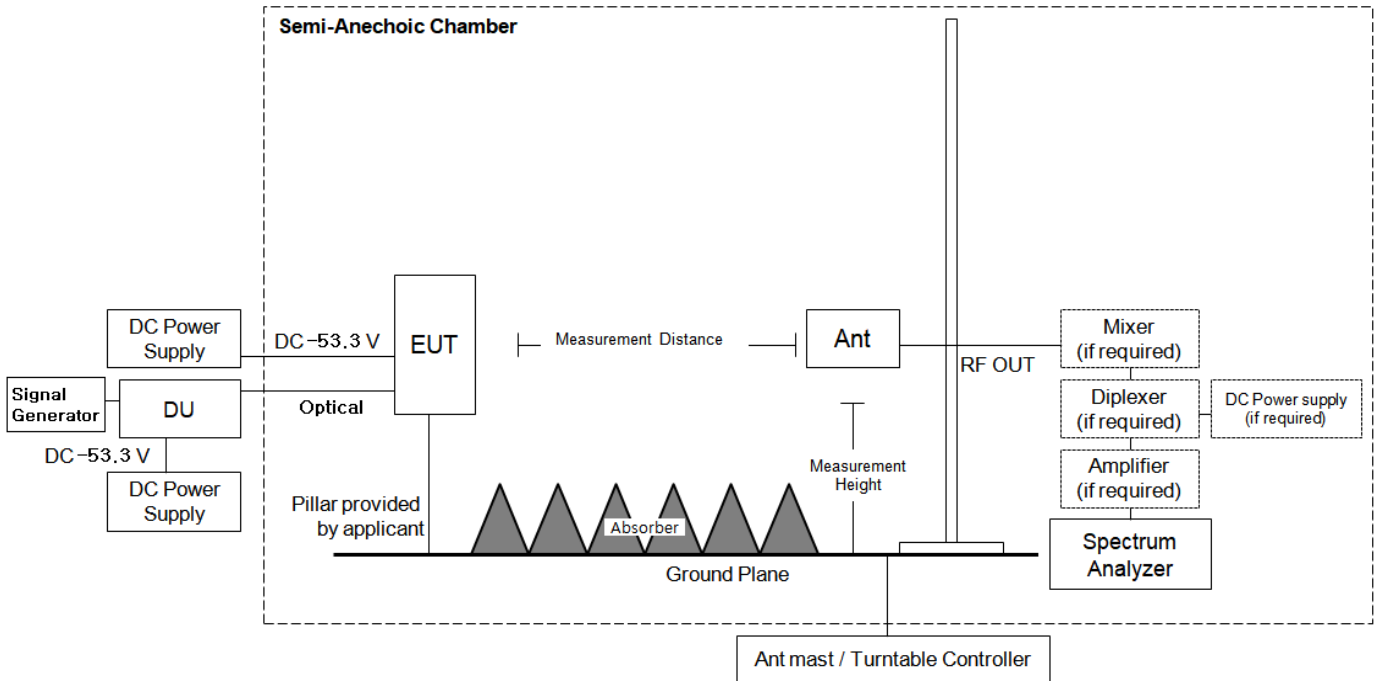 Semi-Anechoic Chamber
DC Power
Supply
DC-53.3 V
EUT
Measurement Distance
Ant
RF OUT
Mixer
(if required)
Signal
Generator
DU
Optical
Diplexer
(if required)
DC Power supply
(if required)
DC-53.3 V
DC Power
Supply
Pillar provided
by applicant
Absorber
Measurement
Height
Amplifier
(if required)
Spectrum
Analyzer
Ground Plane
Ant mast / Turntable Controller